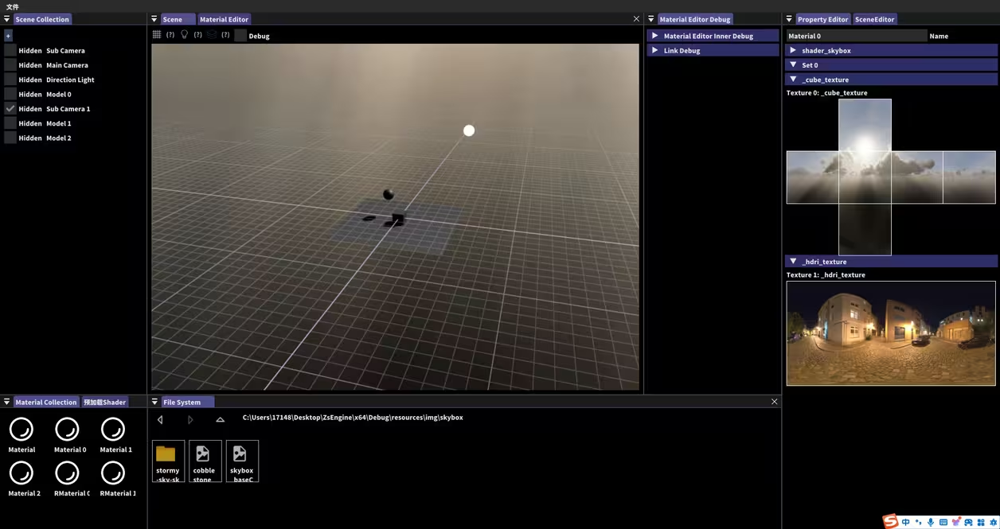 文件
Scene Collection
+
Hidden Sub Camera
Hidden Main Camera
Hidden Direction Light
Hidden Model 0
Hidden Sub Camera 1
Hidden Model 1
Hidden Model 2
Scene
Material Editor
(?) (?) (?) Debug
Material Editor Debug
Material Editor Inner Debug
Link Debug
Property Editor
SceneEditor
Material 0 Name
shader_skybox
Set 0
_cube_texture
Texture 0: _cube_texture
_hdri_texture
Texture 1: _hdri_texture
Material Collection
预加载Shader
Material Material 0 Material 1
Material 2 RMaterial RMaterial
File System
C:\Users\17148\Desktop\ZsEngine\x64\Debug\resources\img\skybox
stormy
-sky-sk
cobble
stone
skybox
baseC
S 中